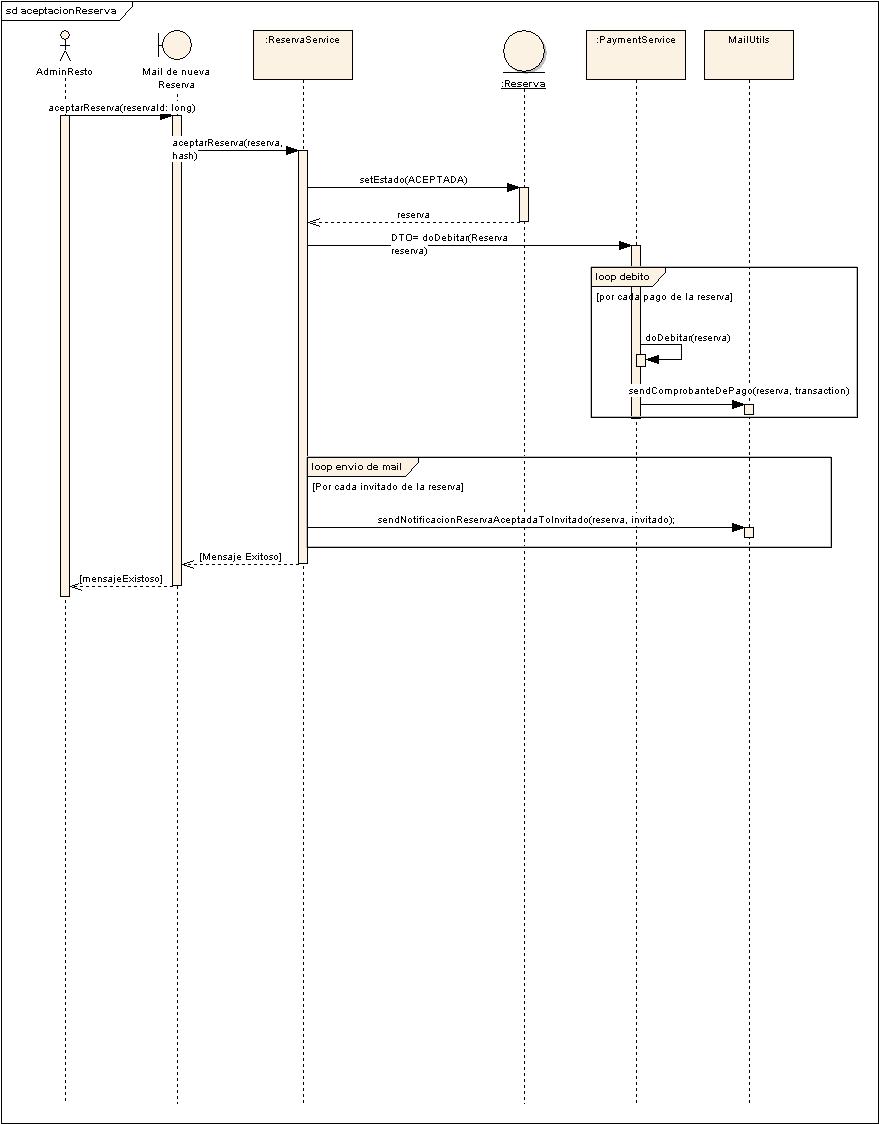 sd aceptacionReserva
AdminResto
Mail de nueva
Reserva
:ReservaService
:Reserva
:PaymentService
MailUtils
aceptarReserva(reservaId: long)
aceptarReserva(reserva,
hash)
setEstado(ACEPTADA)
reserva
DTO= doDebitar(Reserva
reserva)
loop debito
[por cada pago de la reserva]
doDebitar(reserva)
sendComprobanteDePago(reserva, transaction)
loop envio de mail
[Por cada invitado de la reserva]
sendNotificacionReservaAceptadaToInvitado(reserva, invitado);
[Mensaje Exitoso]
[mensajeExistoso]